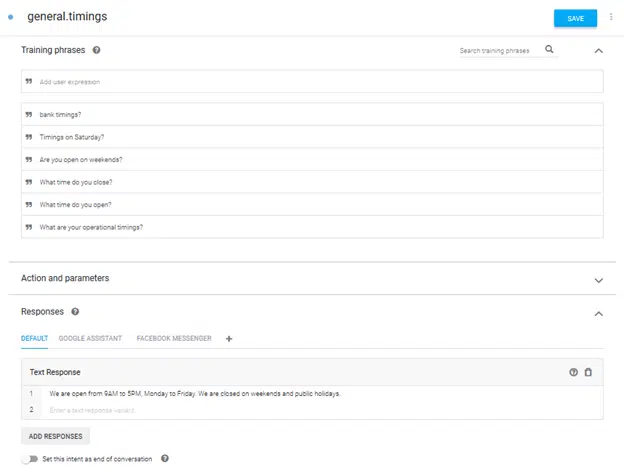 general.timings
SAVE
Training phrases
Search training phrases
Add user expression
bank timings?
Timings on Saturday?
Are you open on weekends?
What time do you close?
What time do you open?
What are your operational timings?
Action and parameters
Responses
DEFAULT GOOGLE ASSISTANT FACEBOOK MESSENGER +
Text Response
1 We are open from 9AM to 5PM, Monday to Friday. We are closed on weekends and public holidays.
2 Enter a text response variant
ADD RESPONSES
Set this intent as end of conversation